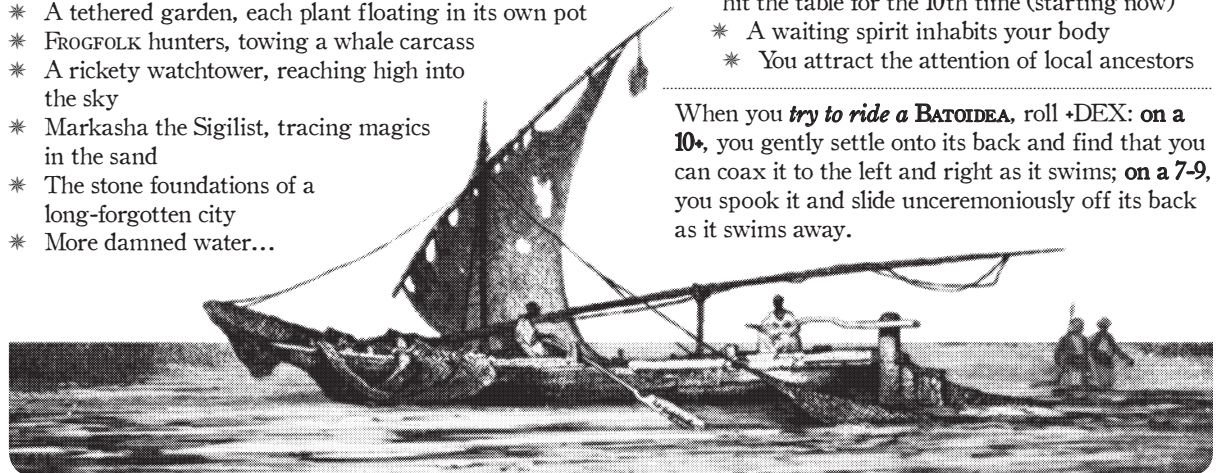 ✴ A tethered garden, each plant floating in its own pot
✴ FROGFOLK hunters, towing a whale carcass
✴ A rickety watchtower, reaching high into
the sky
✴ Markasha the Sigilist, tracing magics
in the sand
✴ The stone foundations of a
long-forgotten city
✴ More damned water…
hit the table for the 10th time (starting now)
✴ A waiting spirit inhabits your body
✴ You attract the attention of local ancestors
When you try to ride a BATOIDEA, roll +DEX: on a
10+, you gently settle onto its back and find that you
can coax it to the left and right as it swims; on a 7-9,
you spook it and slide unceremoniously off its back
as it swims away.